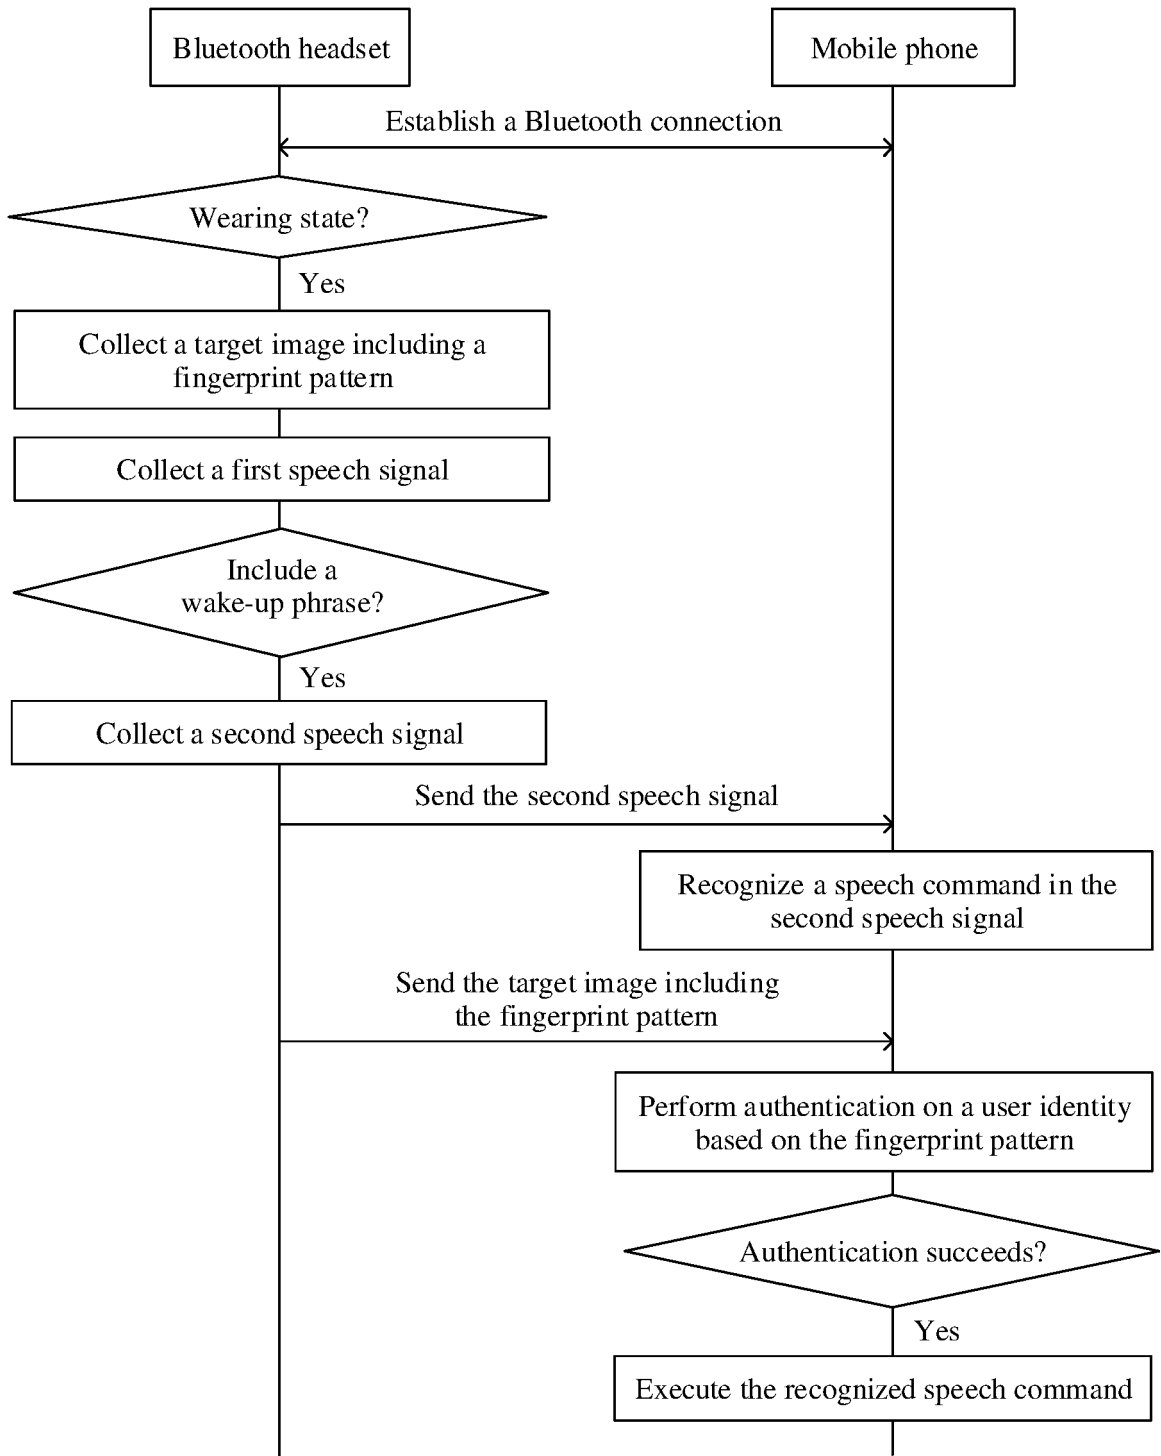 Bluetooth headset
Mobile phone
Establish a Bluetooth connection
Wearing state?
Yes
Collect a target image including a
fingerprint pattern
Collect a first speech signal
Include a
wake-up phrase?
Yes
Collect a second speech signal
Send the second speech signal
Recognize a speech command in the
second speech signal
Send the target image including
the fingerprint pattern
Perform authentication on a user identity
based on the fingerprint pattern
Authentication succeeds?
Yes
Execute the recognized speech command